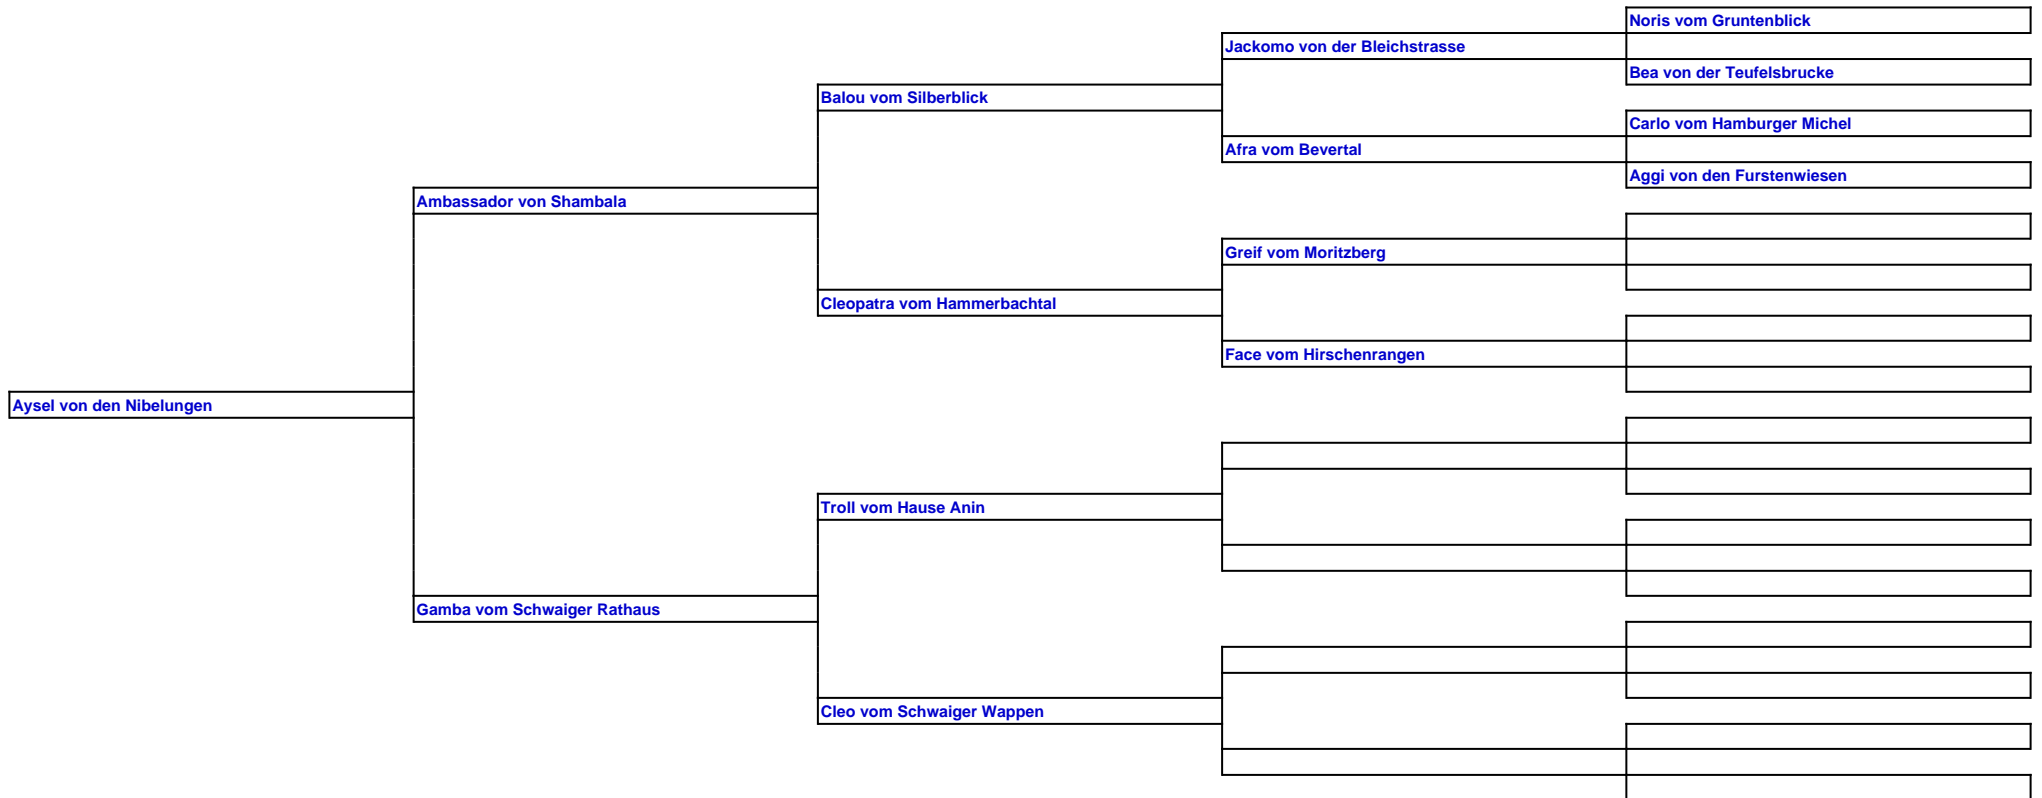 Noris vom Gruntenblick
Jackomo von der Bleichstrasse
Bea von der Teufelsbrucke
Balou vom Silberblick
Carlo vom Hamburger Michel
Afra vom Bevertal
Aggi von den Furstenwiesen
Ambassador von Shambala
Greif vom Moritzberg
Cleopatra vom Hammerbachtal
Face vom Hirschenrangen
Aysel von den Nibelungen
Troll vom Hause Anin
Gamba vom Schwaiger Rathaus
Cleo vom Schwaiger Wappen